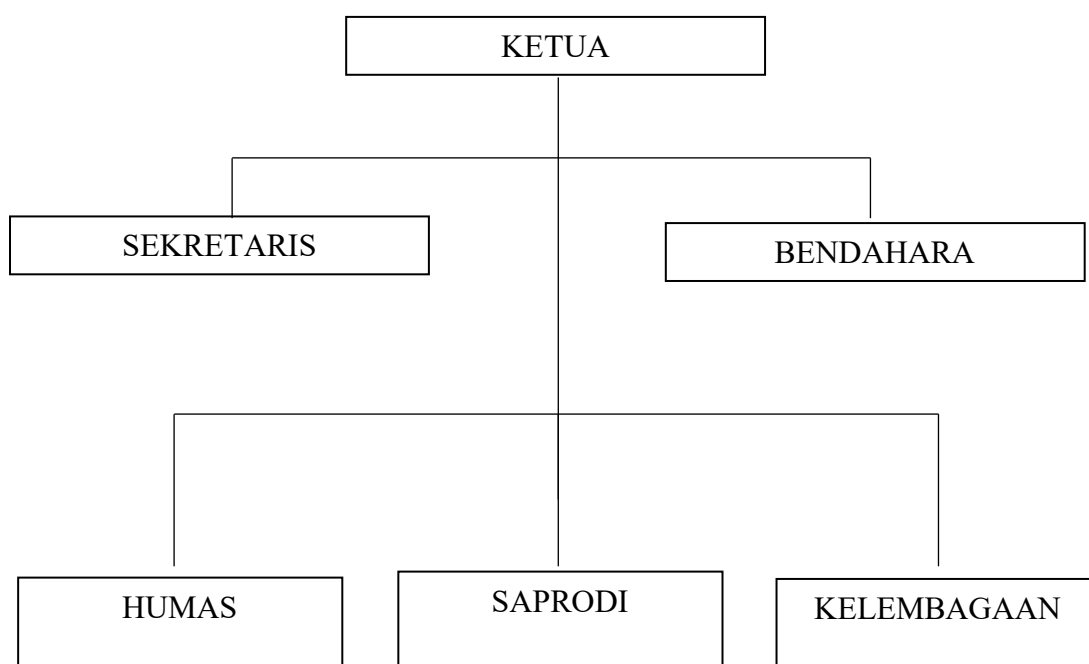 KETUA
SEKRETARIS
BENDAHARA
HUMAS
SAPRODI
KELEMBAGAAN